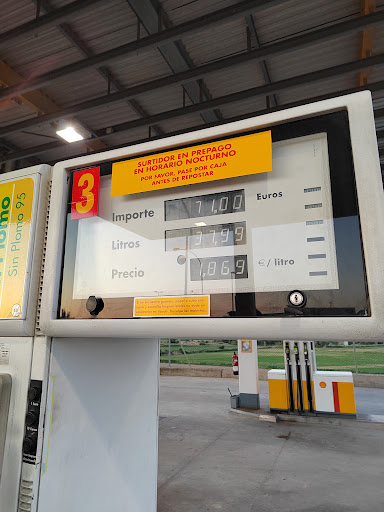 SURTIDOR EN PREPAGO
EN HORARIO NOCTURNO
POR FAVOR, PASE POR CAJA
ANTES DE REPOSTAR
3
Importe 71.00 Euros
Litros 37.99
Precio 1.869 €/ litro
Sin Plomo 95